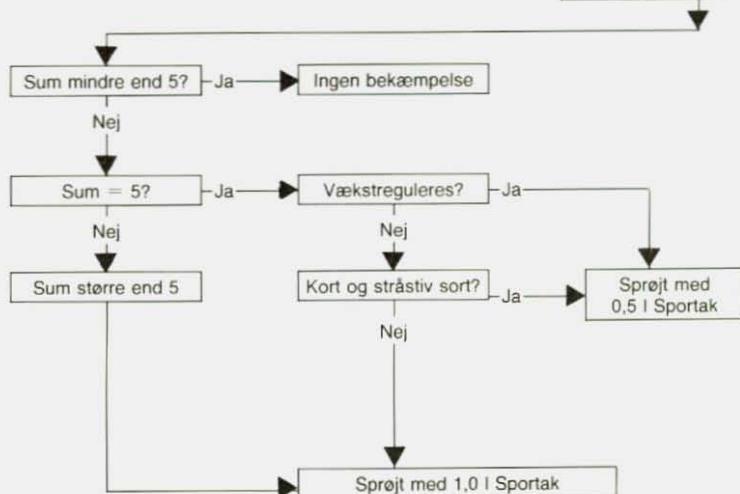 Sum mindre end 5?
Ja
Ingen bekæmpelse
Nej
Sum = 5?
Ja
Vækstreguleres?
Ja
Nej
Nej
Sum større end 5
Kort og stråstiv sort?
Ja
Sprøjt med
0,5 l Sportak
Nej
Sprøjt med 1,0 l Sportak